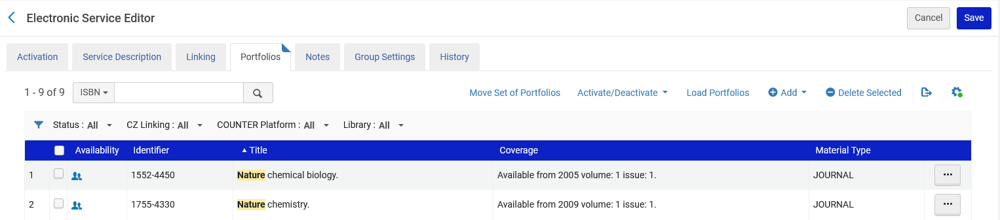 Electronic Service Editor Cancel Save
Activation Service Description Linking Portfolios Notes Group Settings History
1 - 9 of 9 ISBN Move Set of Portfolios Activate/Deactivate Load Portfolios Add Delete Selected
Status : All CZ Linking : All COUNTER Platform : All Library : All
Availability Identifier Title Coverage Material Type
1 1552-4450 Nature chemical biology. Available from 2005 volume: 1 issue: 1. JOURNAL
2 1755-4330 Nature chemistry. Available from 2009 volume: 1 issue: 1. JOURNAL